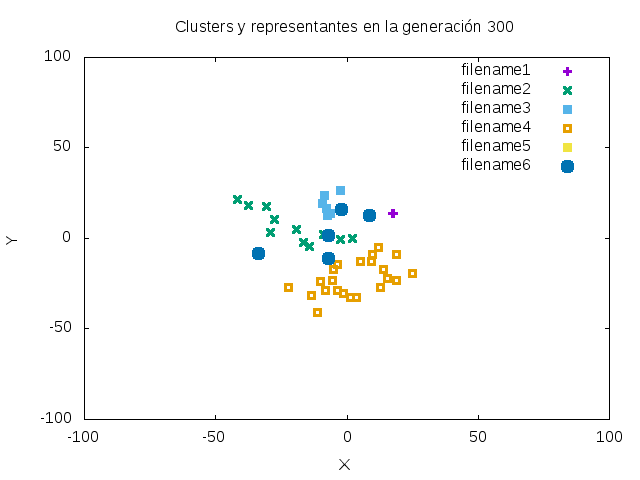 Clusters y representantes en la generación 300
100
50
0
-50
-100
-100
-50
0
50
100
Y
X
filename1
filename2
filename3
filename4
filename5
filename6